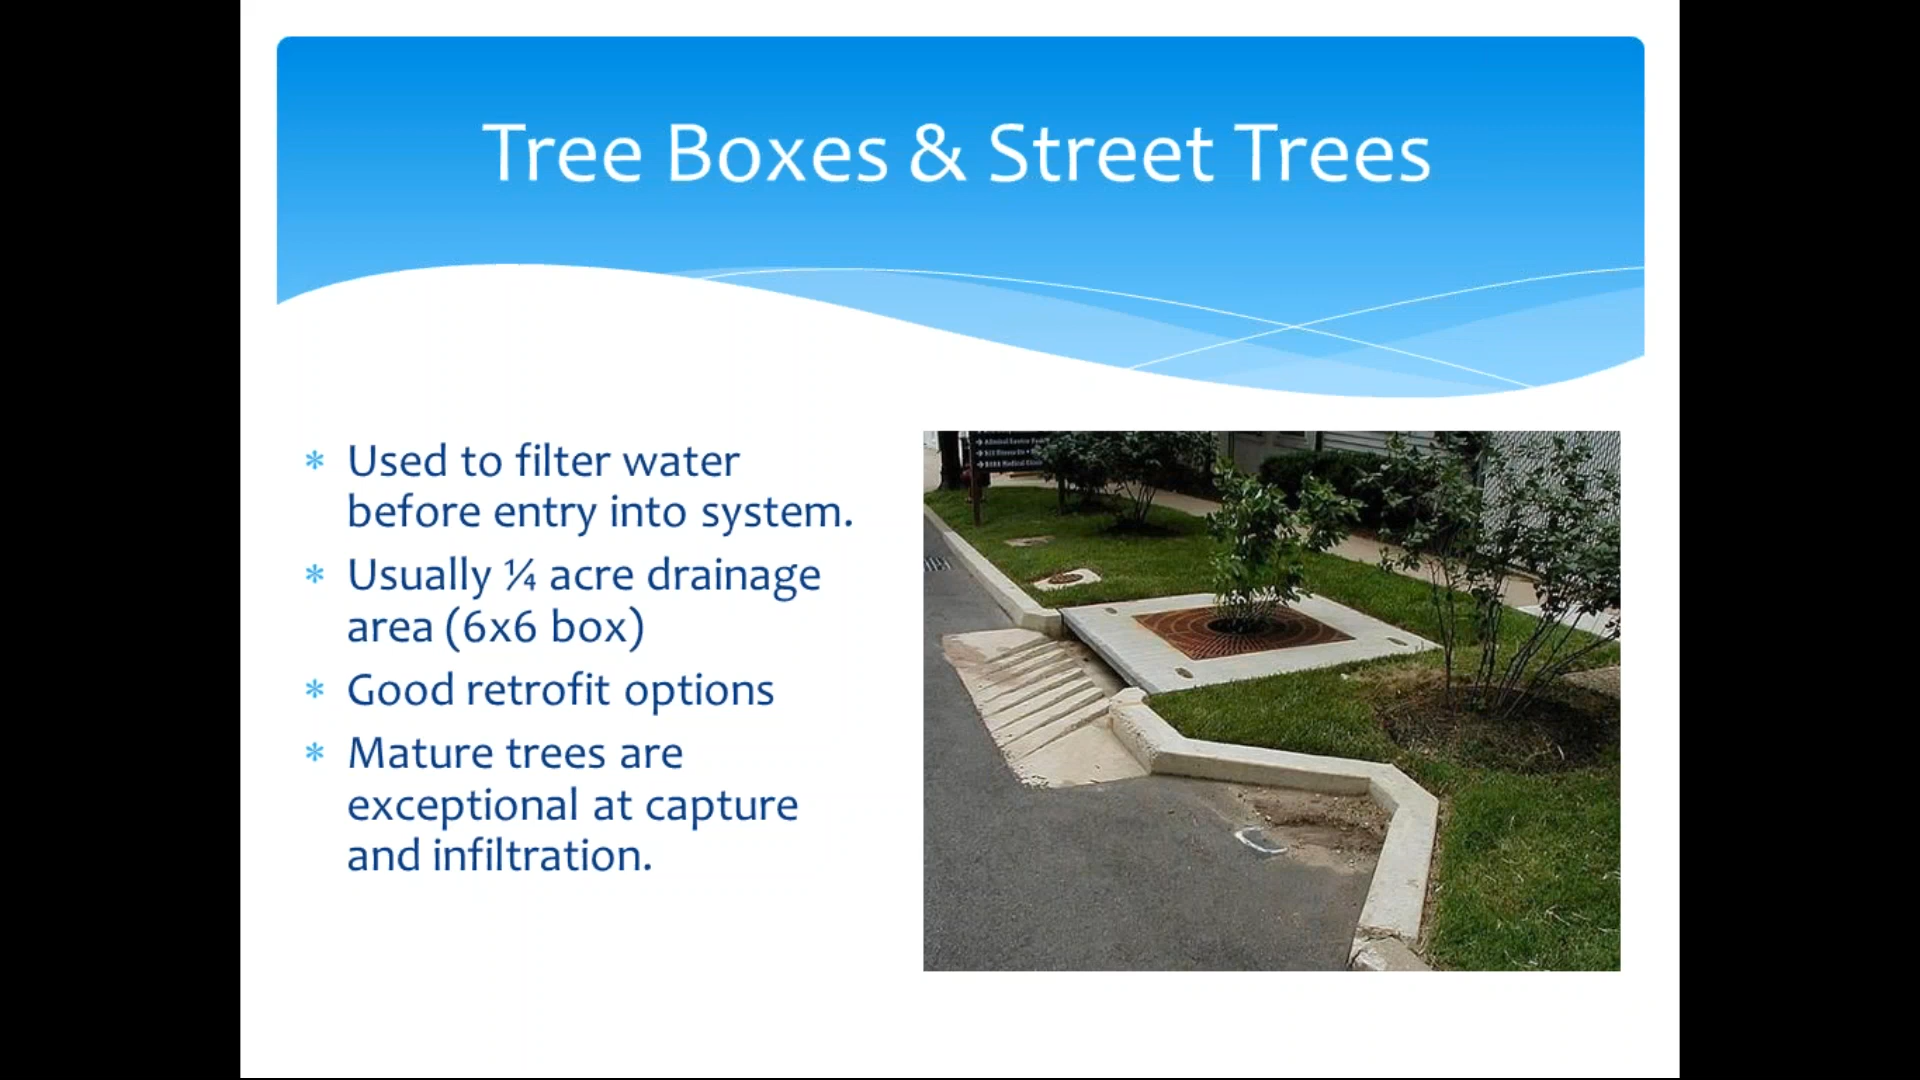 Tree Boxes & Street Trees
* Used to filter water
before entry into system.
* Usually ¼ acre drainage
area (6x6 box)
* Good retrofit options
* Mature trees are
exceptional at capture
and infiltration.